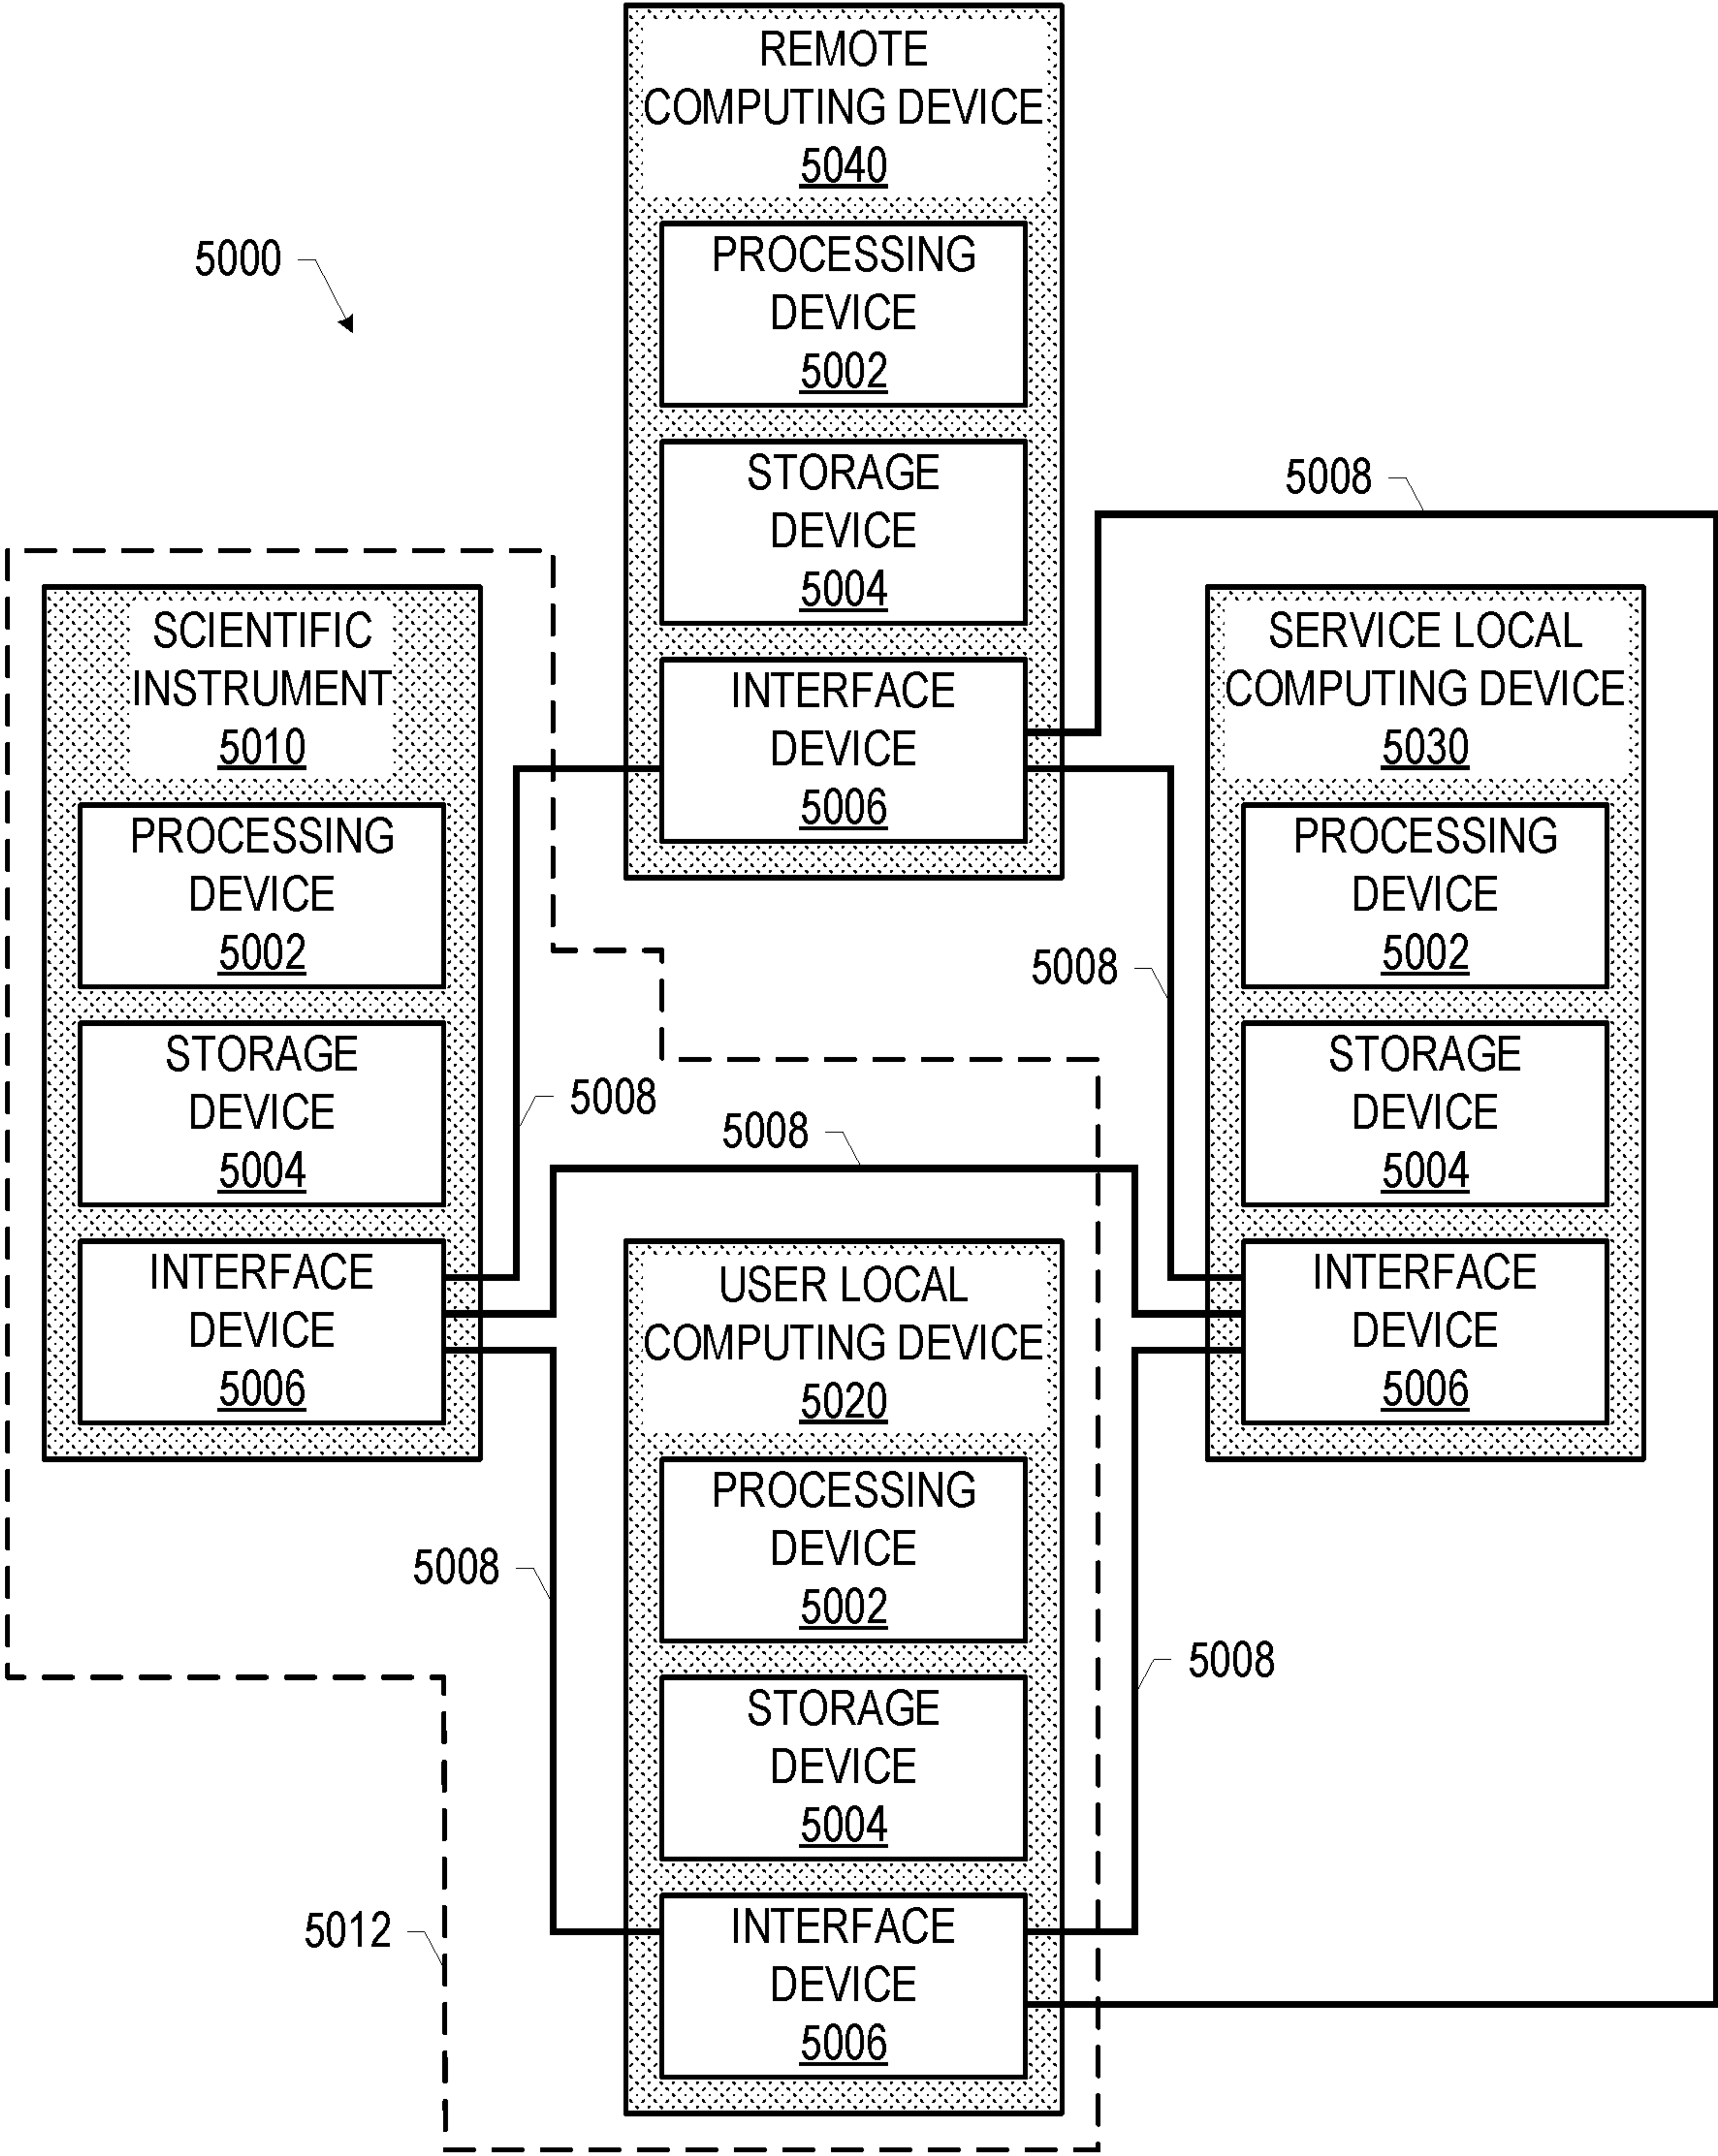 REMOTE
COMPUTING DEVICE
5040
PROCESSING
DEVICE
5002
STORAGE
DEVICE
5004
INTERFACE
DEVICE
5006
5000
5008
SCIENTIFIC
INSTRUMENT
5010
PROCESSING
DEVICE
5002
STORAGE
DEVICE
5004
INTERFACE
DEVICE
5006
SERVICE LOCAL
COMPUTING DEVICE
5030
PROCESSING
DEVICE
5002
STORAGE
DEVICE
5004
INTERFACE
DEVICE
5006
5008
5008
5008
USER LOCAL
COMPUTING DEVICE
5020
PROCESSING
DEVICE
5002
STORAGE
DEVICE
5004
INTERFACE
DEVICE
5006
5008
5008
5012